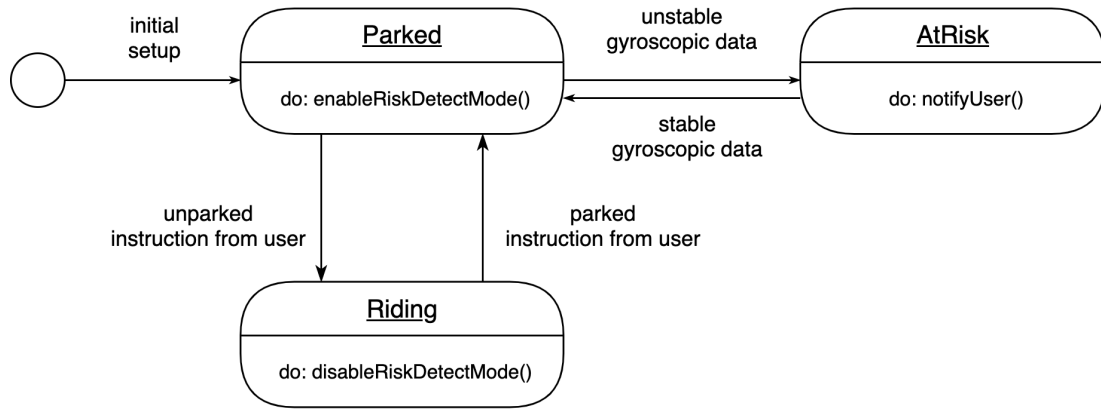 initial
setup
Parked
do: enableRiskDetectMode()
unstable
gyroscopic data
stable
gyroscopic data
AtRisk
do: notifyUser()
unparked
instruction from user
parked
instruction from user
Riding
do: disableRiskDetectMode()